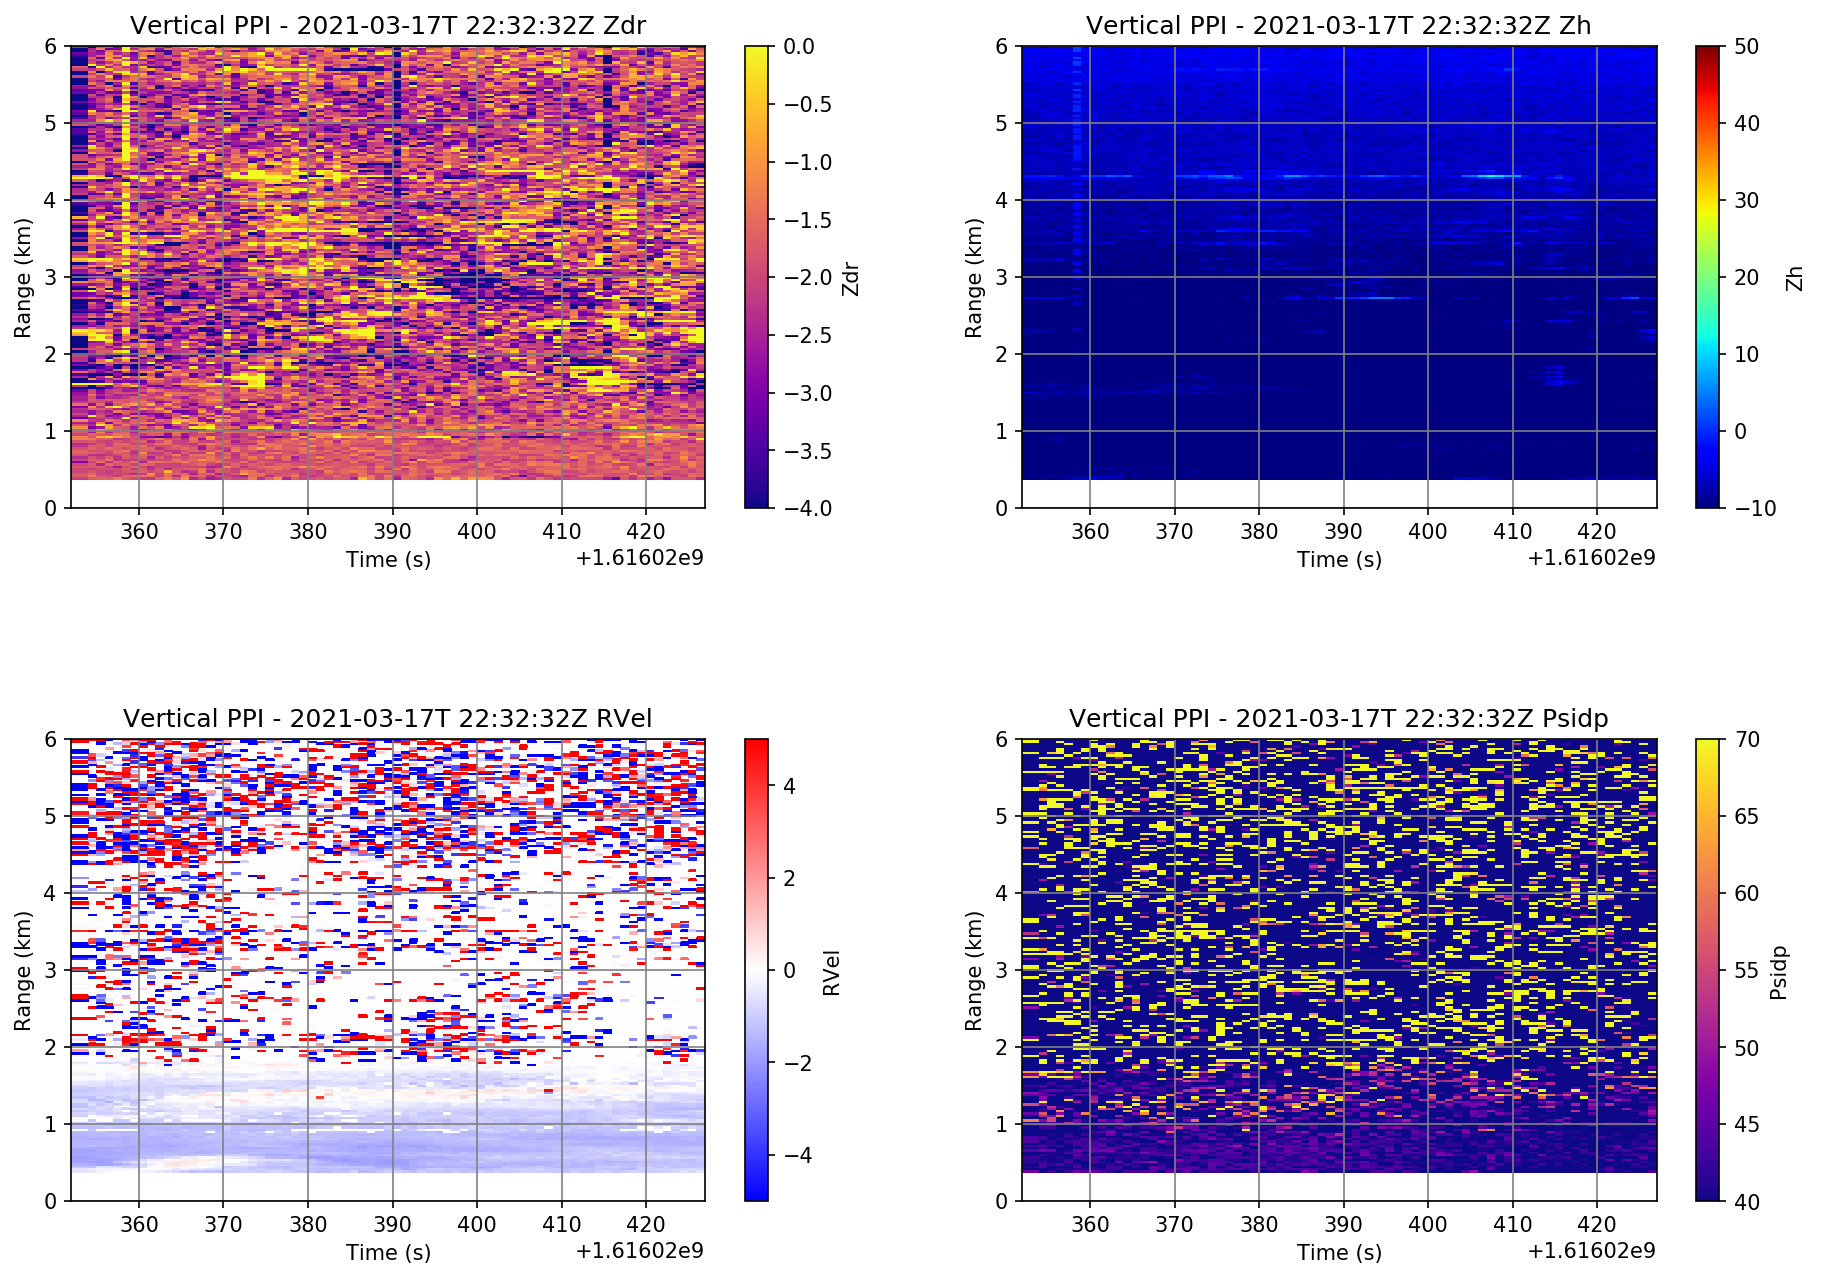 Vertical PPI - 2021-03-17T 22:32:32Z Zdr
6
5
4
3
2
1
0
Range (km)
360 370 380 390 400 410 420
Time (s)
+1.61602e9
0.0
−0.5
−1.0
−1.5
−2.0
−2.5
−3.0
−3.5
−4.0
Zdr
Vertical PPI - 2021-03-17T 22:32:32Z Zh
6
5
4
3
2
1
0
Range (km)
360 370 380 390 400 410 420
Time (s)
+1.61602e9
50
40
30
20
10
0
−10
Zh
Vertical PPI - 2021-03-17T 22:32:32Z RVel
6
5
4
3
2
1
0
Range (km)
360 370 380 390 400 410 420
Time (s)
+1.61602e9
4
2
0
−2
−4
RVel
Vertical PPI - 2021-03-17T 22:32:32Z Psidp
6
5
4
3
2
1
0
Range (km)
360 370 380 390 400 410 420
Time (s)
+1.61602e9
70
65
60
55
50
45
40
Psidp